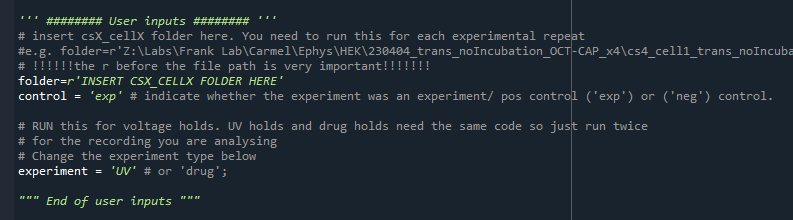 ''' ######## User inputs ######## '''
# insert csX_cellX folder here. You need to run this for each experimental repeat
#e.g. folder=r'Z:\Labs\Frank Lab\Carmel\Ephys\HEK\230404_trans_noIncubation_OCT-CAP_x4\cs4_cell1_trans_noIncuba
# !!!!!!the r before the file path is very important!!!!!!!
folder=r'INSERT CSX_CELLX FOLDER HERE'
control = 'exp' # indicate whether the experiment was an experiment/ pos control ('exp') or ('neg') control.
# RUN this for voltage holds. UV holds and drug holds need the same code so just run twice
# for the recording you are analysing
# Change the experiment type below
experiment = 'UV' # or 'drug';
""" End of user inputs """